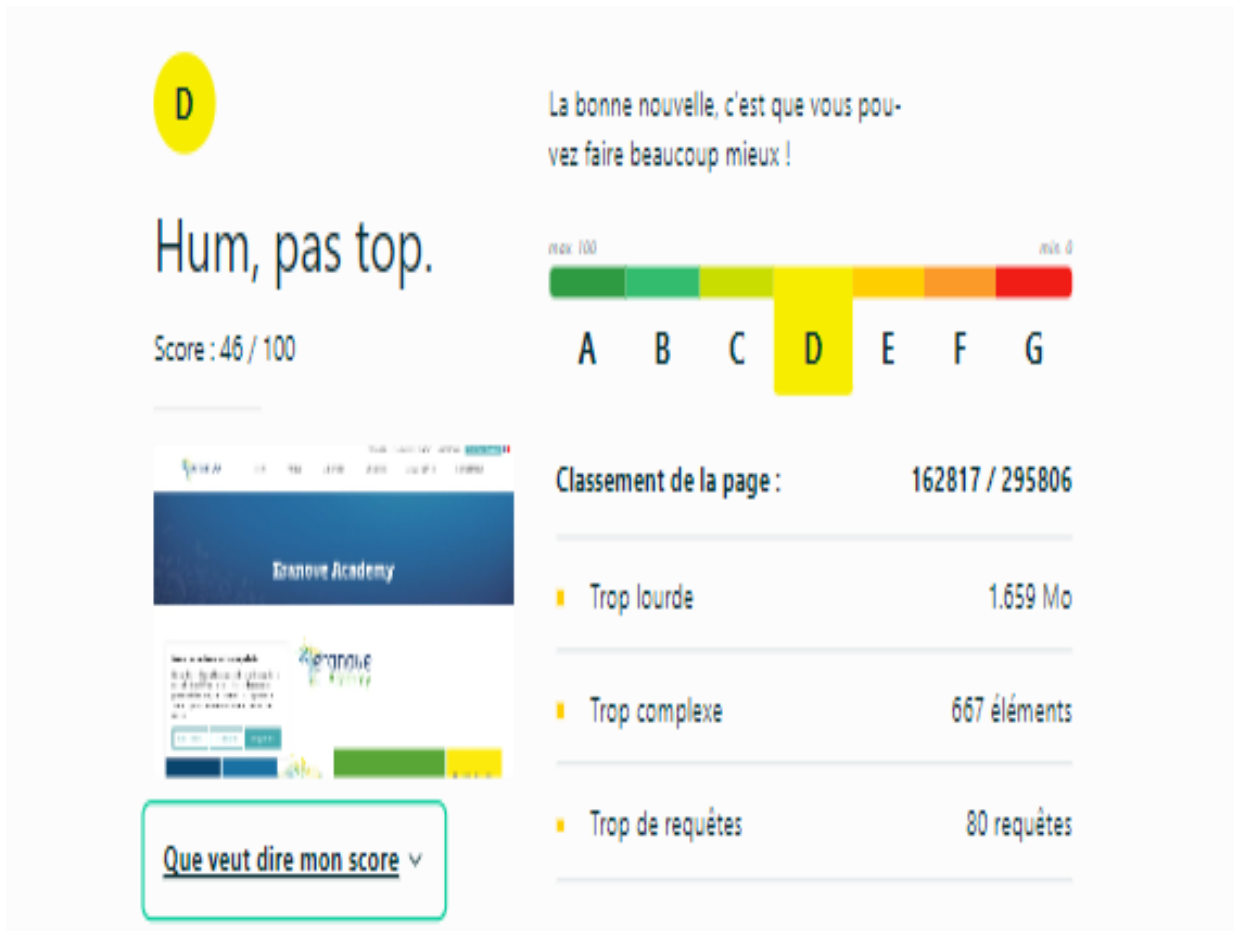 D
Hum, pas top.
Score : 46 / 100
Eranove Academy
eranove
Que veut dire mon score
La bonne nouvelle, c'est que vous pou-
vez faire beaucoup mieux !
max. 100 min. 0
A B C D E F G
Classement de la page : 162817 / 295806
Trop lourde 1.659 Mo
Trop complexe 667 éléments
Trop de requêtes 80 requêtes